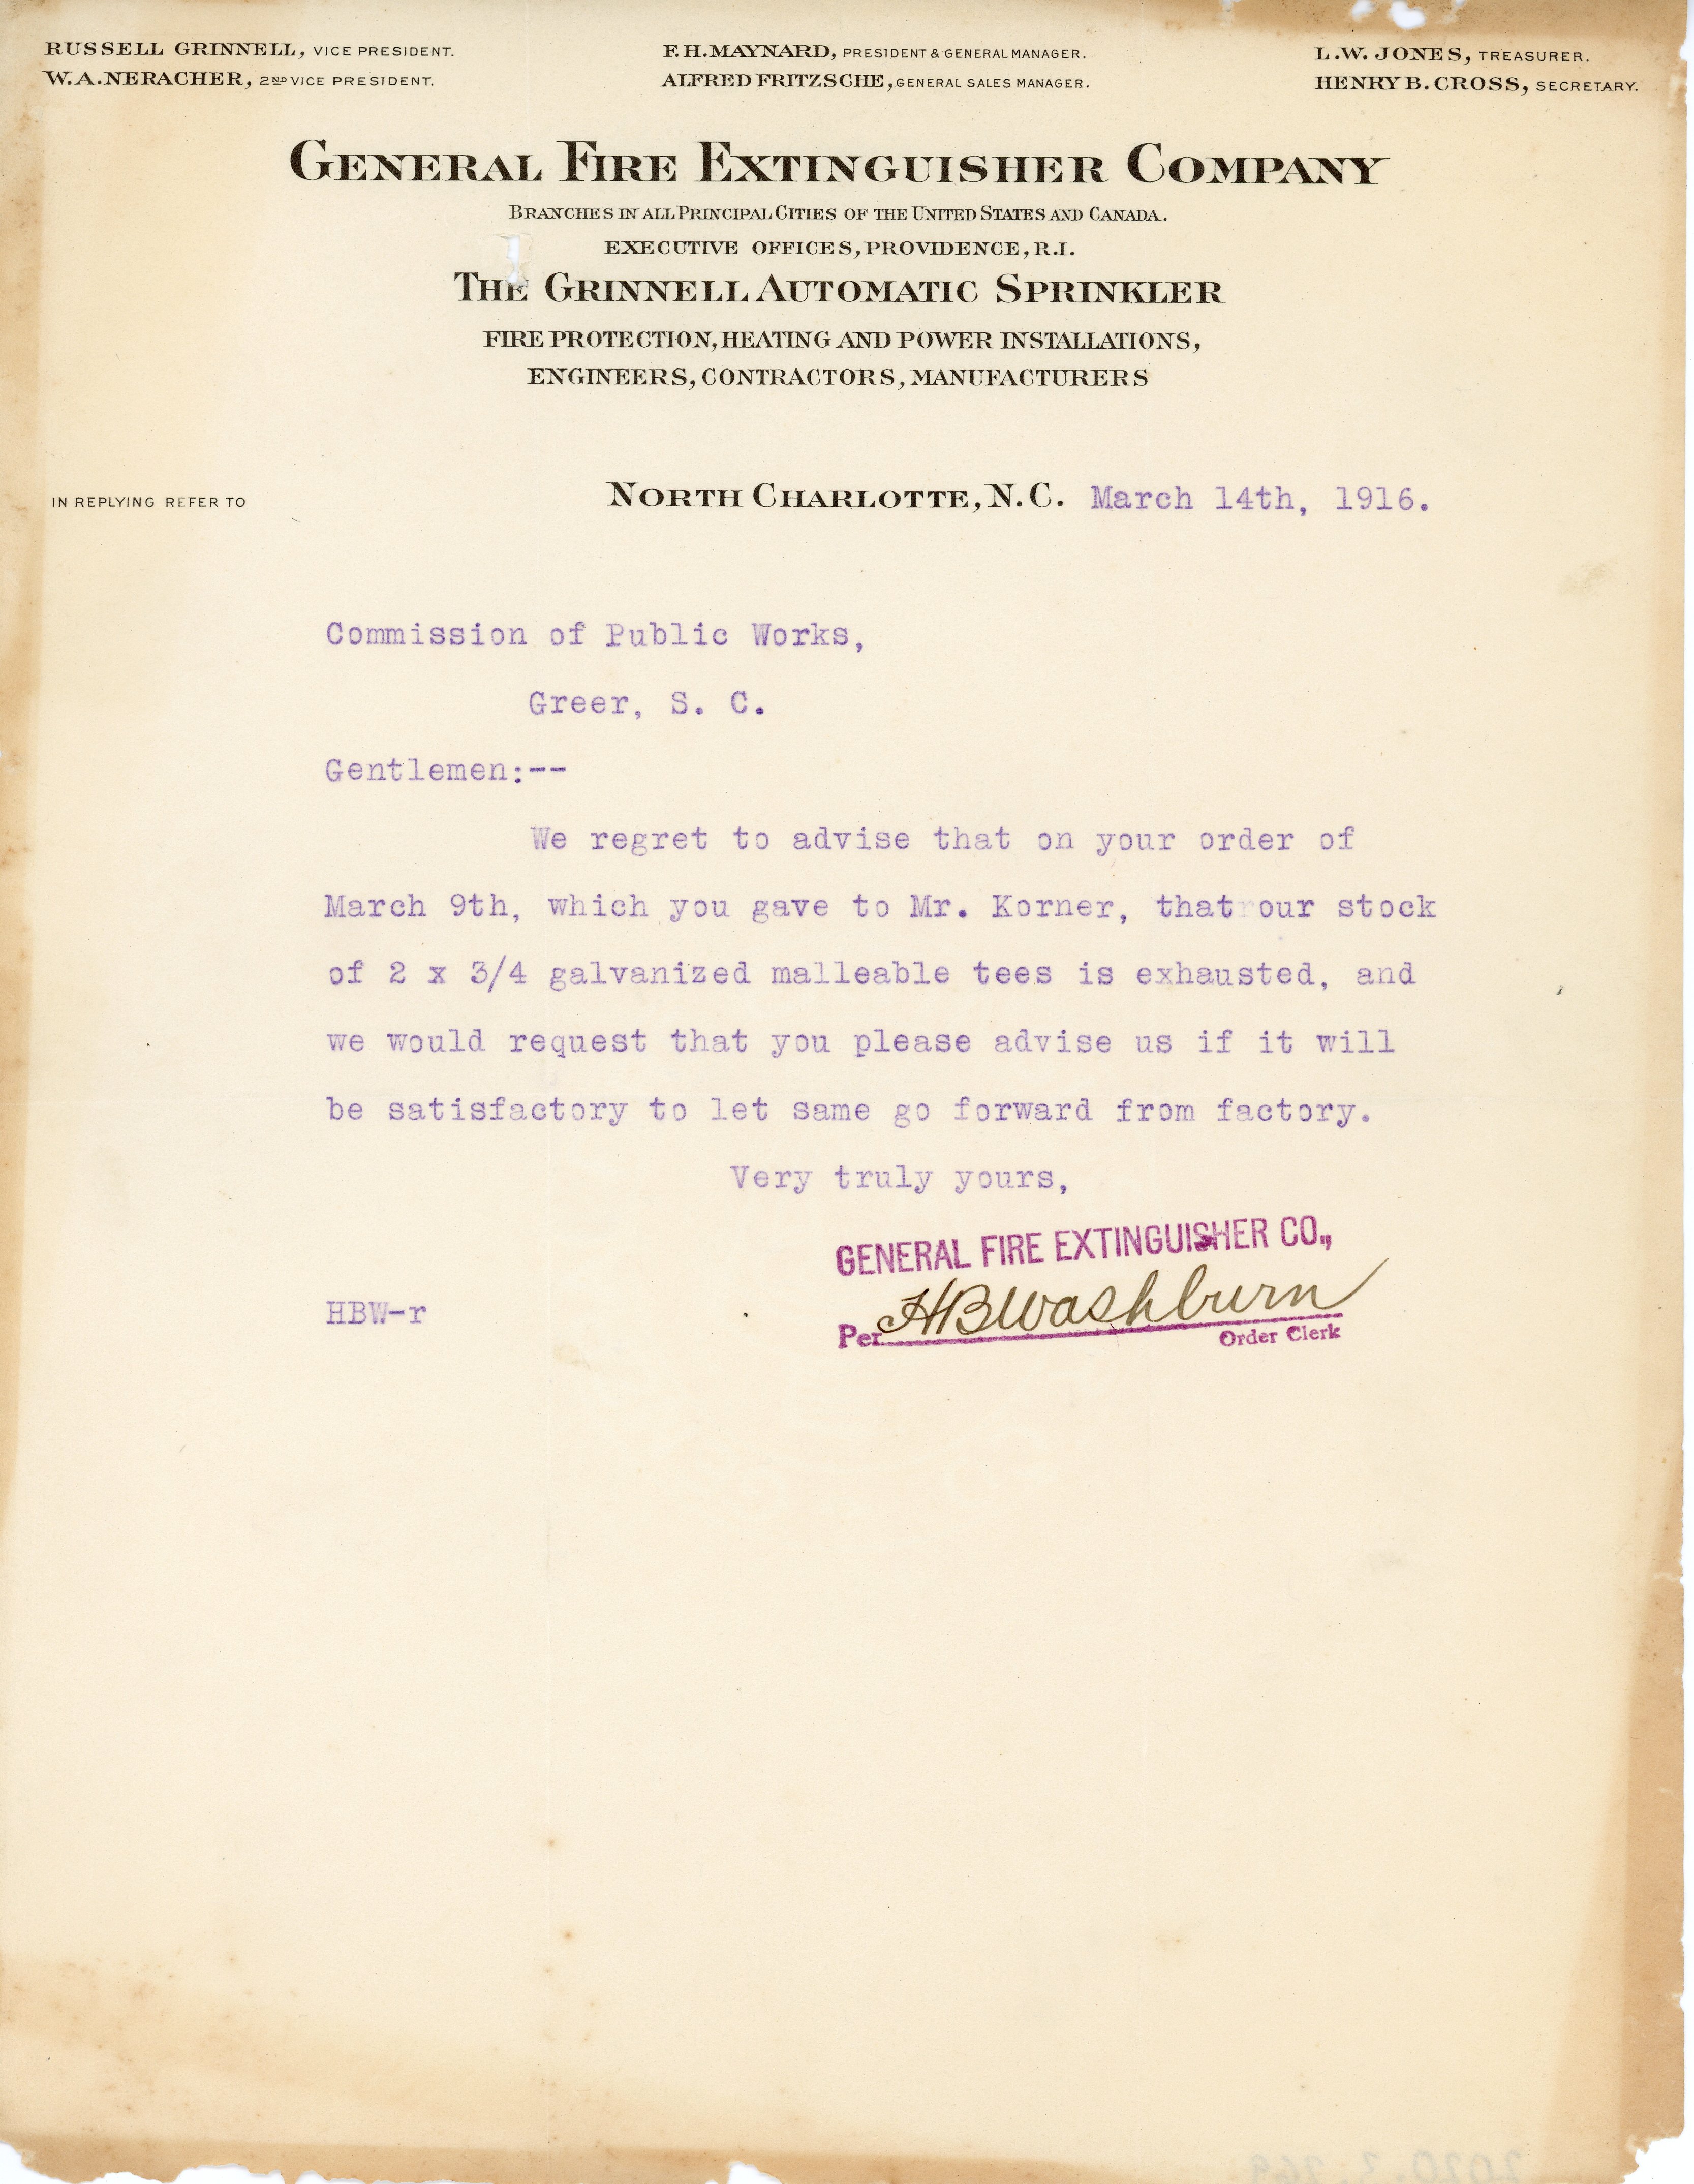 RUSSELL GRINNELL, VICE PRESIDENT.
W.A. NERACHER, 2ND VICE PRESIDENT.
F.H. MAYNARD, PRESIDENT & GENERAL MANAGER.
ALFRED FRITZSCHE, GENERAL SALES MANAGER.
L.W. JONES, TREASURER.
HENRY B. CROSS, SECRETARY.
GENERAL FIRE EXTINGUISHER COMPANY
BRANCHES IN ALL PRINCIPAL CITIES OF THE UNITED STATES AND CANADA.
EXECUTIVE OFFICES, PROVIDENCE, R.I.
THE GRINNELL AUTOMATIC SPRINKLER
FIRE PROTECTION, HEATING AND POWER INSTALLATIONS,
ENGINEERS, CONTRACTORS, MANUFACTURERS
IN REPLYING REFER TO
NORTH CHARLOTTE, N.C. March 14th, 1916.
Commission of Public Works,
Greer, S. C.
Gentlemen:--
We regret to advise that on your order of
March 9th, which you gave to Mr. Korner, that our stock
of 2 x 3/4 galvanized malleable tees is exhausted, and
we would request that you please advise us if it will
be satisfactory to let same go forward from factory.
Very truly yours,
GENERAL FIRE EXTINGUISHER CO.,
HBW-r
Per HBWashburn
Order Clerk